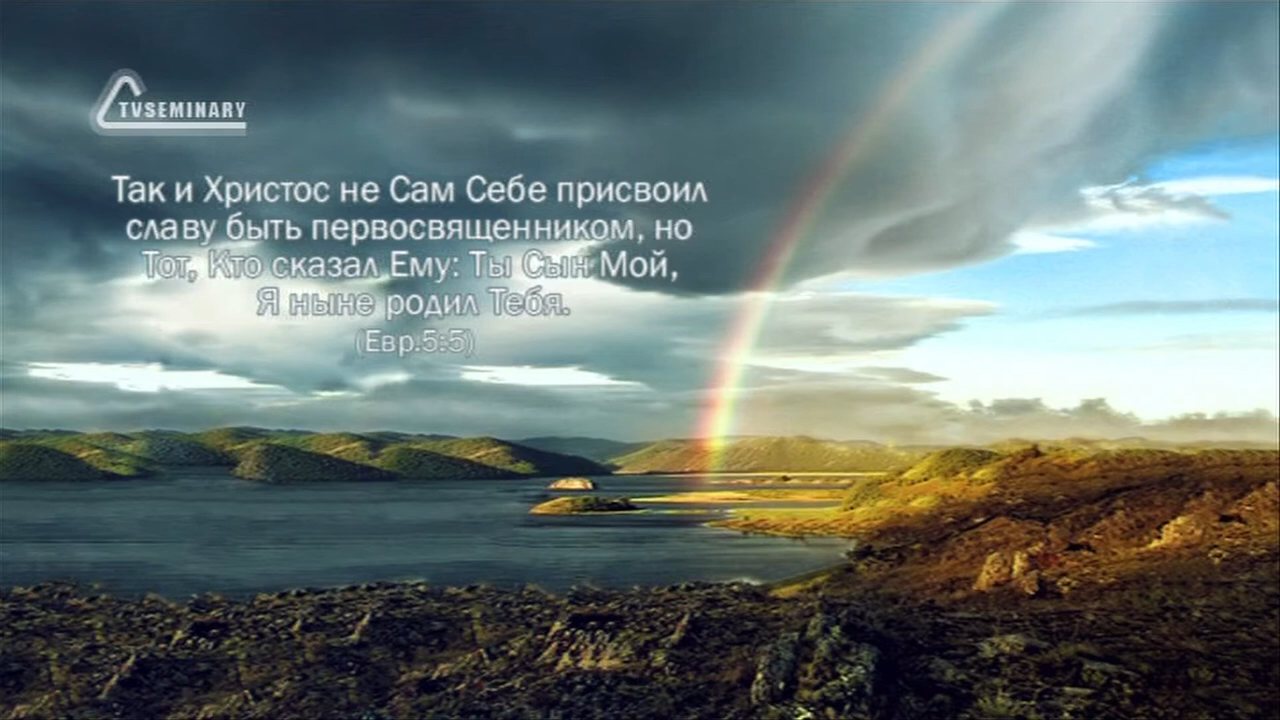 TVSEMINARY
Так и Христос не Сам Себе присвоил
славу быть первосвященником, но
Тот, Кто сказал Ему: Ты Сын Мой,
Я ныне родил Тебя.
(Евр.5:5)